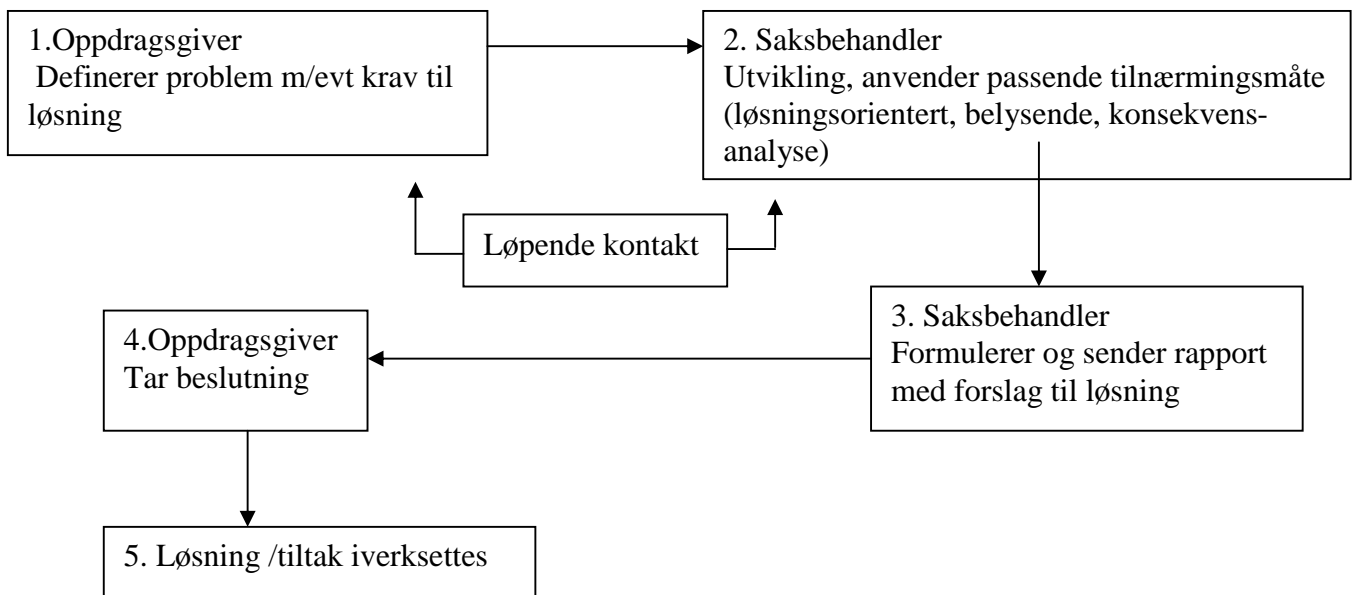 1.Oppdragsgiver
Definerer problem m/evt krav til
løsning
2. Saksbehandler
Utvikling, anvender passende tilnærmingsmåte
(løsningsorientert, belysende, konsekvens-
analyse)
Løpende kontakt
3. Saksbehandler
Formulerer og sender rapport
med forslag til løsning
4.Oppdragsgiver
Tar beslutning
5. Løsning /tiltak iverksettes